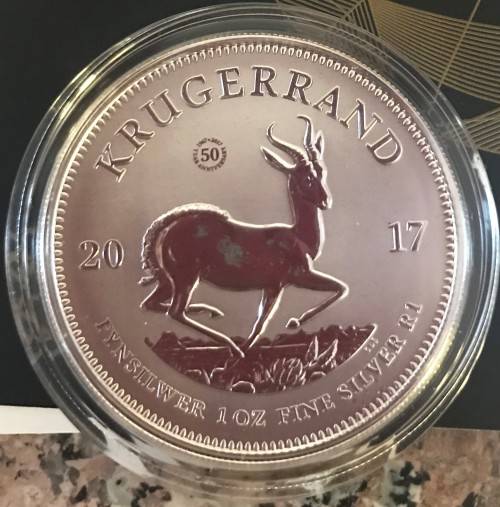 KRUGERRAND
50
20 17
FYNSILWER 1 OZ FINE SILVER R1